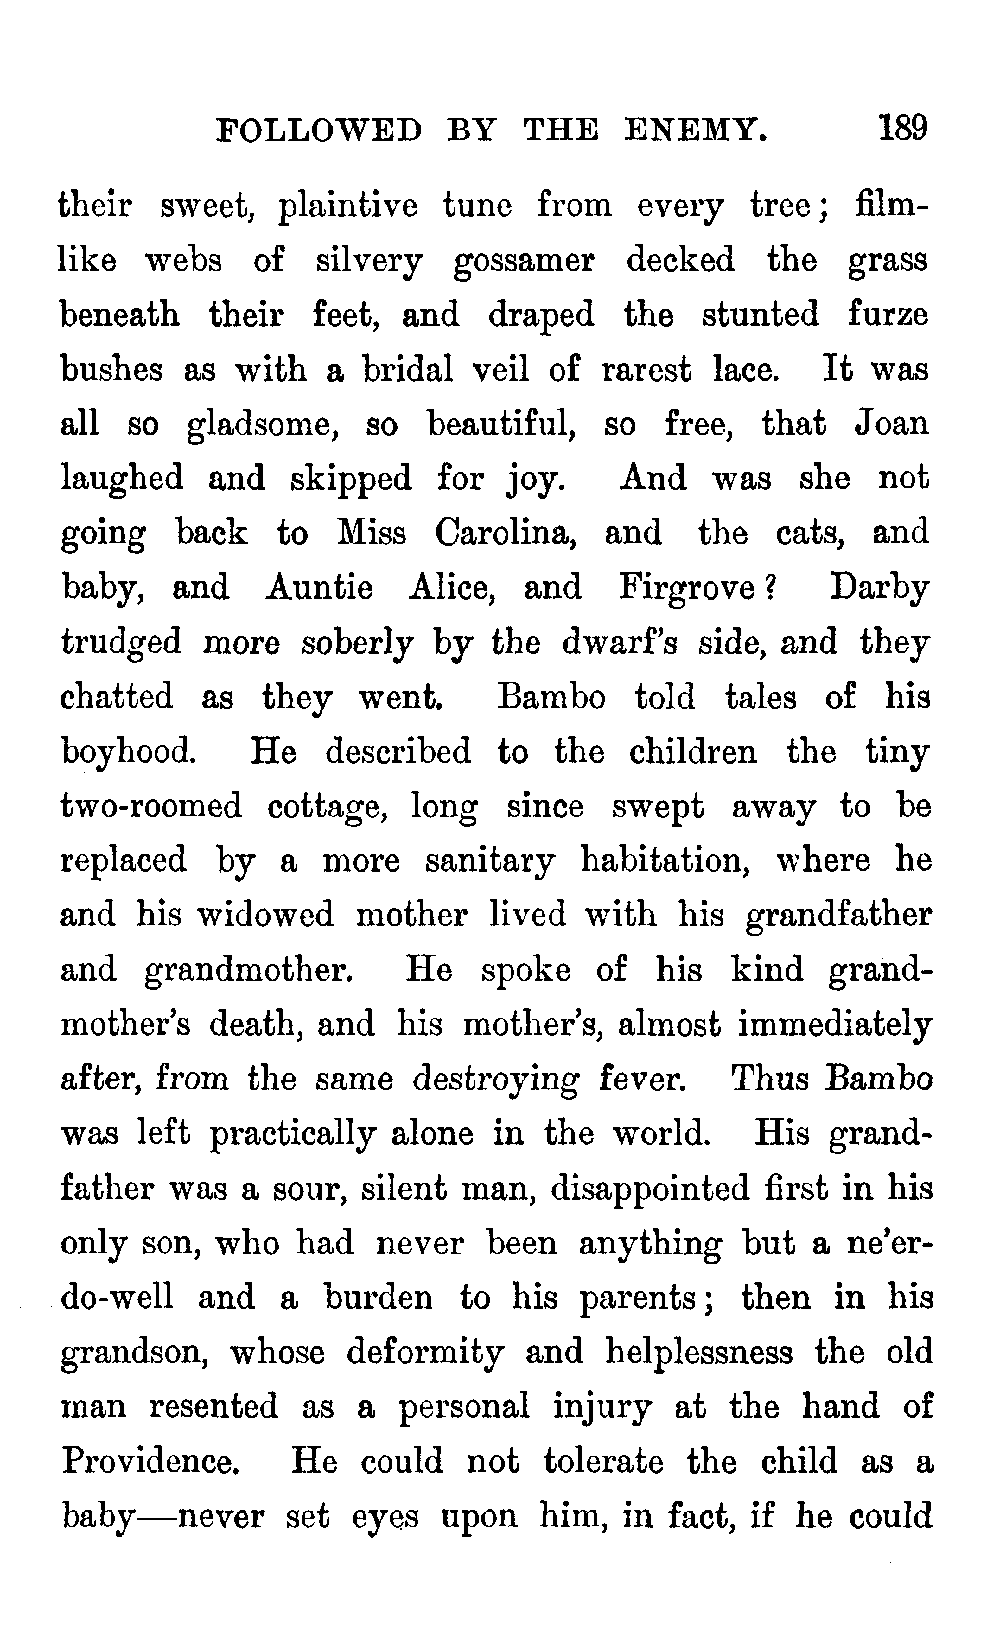 FOLLOWED BY THE ENEMY. 189
their sweet, plaintive tune from every tree; film-
like webs of silvery gossamer decked the grass
beneath their feet, and draped the stunted furze
bushes as with a bridal veil of rarest lace. It was
all so gladsome, so beautiful, so free, that Joan
laughed and skipped for joy. And was she not
going back to Miss Carolina, and the cats, and
baby, and Auntie Alice, and Firgrove? Darby
trudged more soberly by the dwarf's side, and they
chatted as they went. Bambo told tales of his
boyhood. He described to the children the tiny
two-roomed cottage, long since swept away to be
replaced by a more sanitary habitation, where he
and his widowed mother lived with his grandfather
and grandmother. He spoke of his kind grand-
mother's death, and his mother's, almost immediately
after, from the same destroying fever. Thus Bambo
was left practically alone in the world. His grand-
father was a sour, silent man, disappointed first in his
only son, who had never been anything but a ne'er-
do-well and a burden to his parents; then in his
grandson, whose deformity and helplessness the old
man resented as a personal injury at the hand of
Providence. He could not tolerate the child as a
baby—never set eyes upon him, in fact, if he could